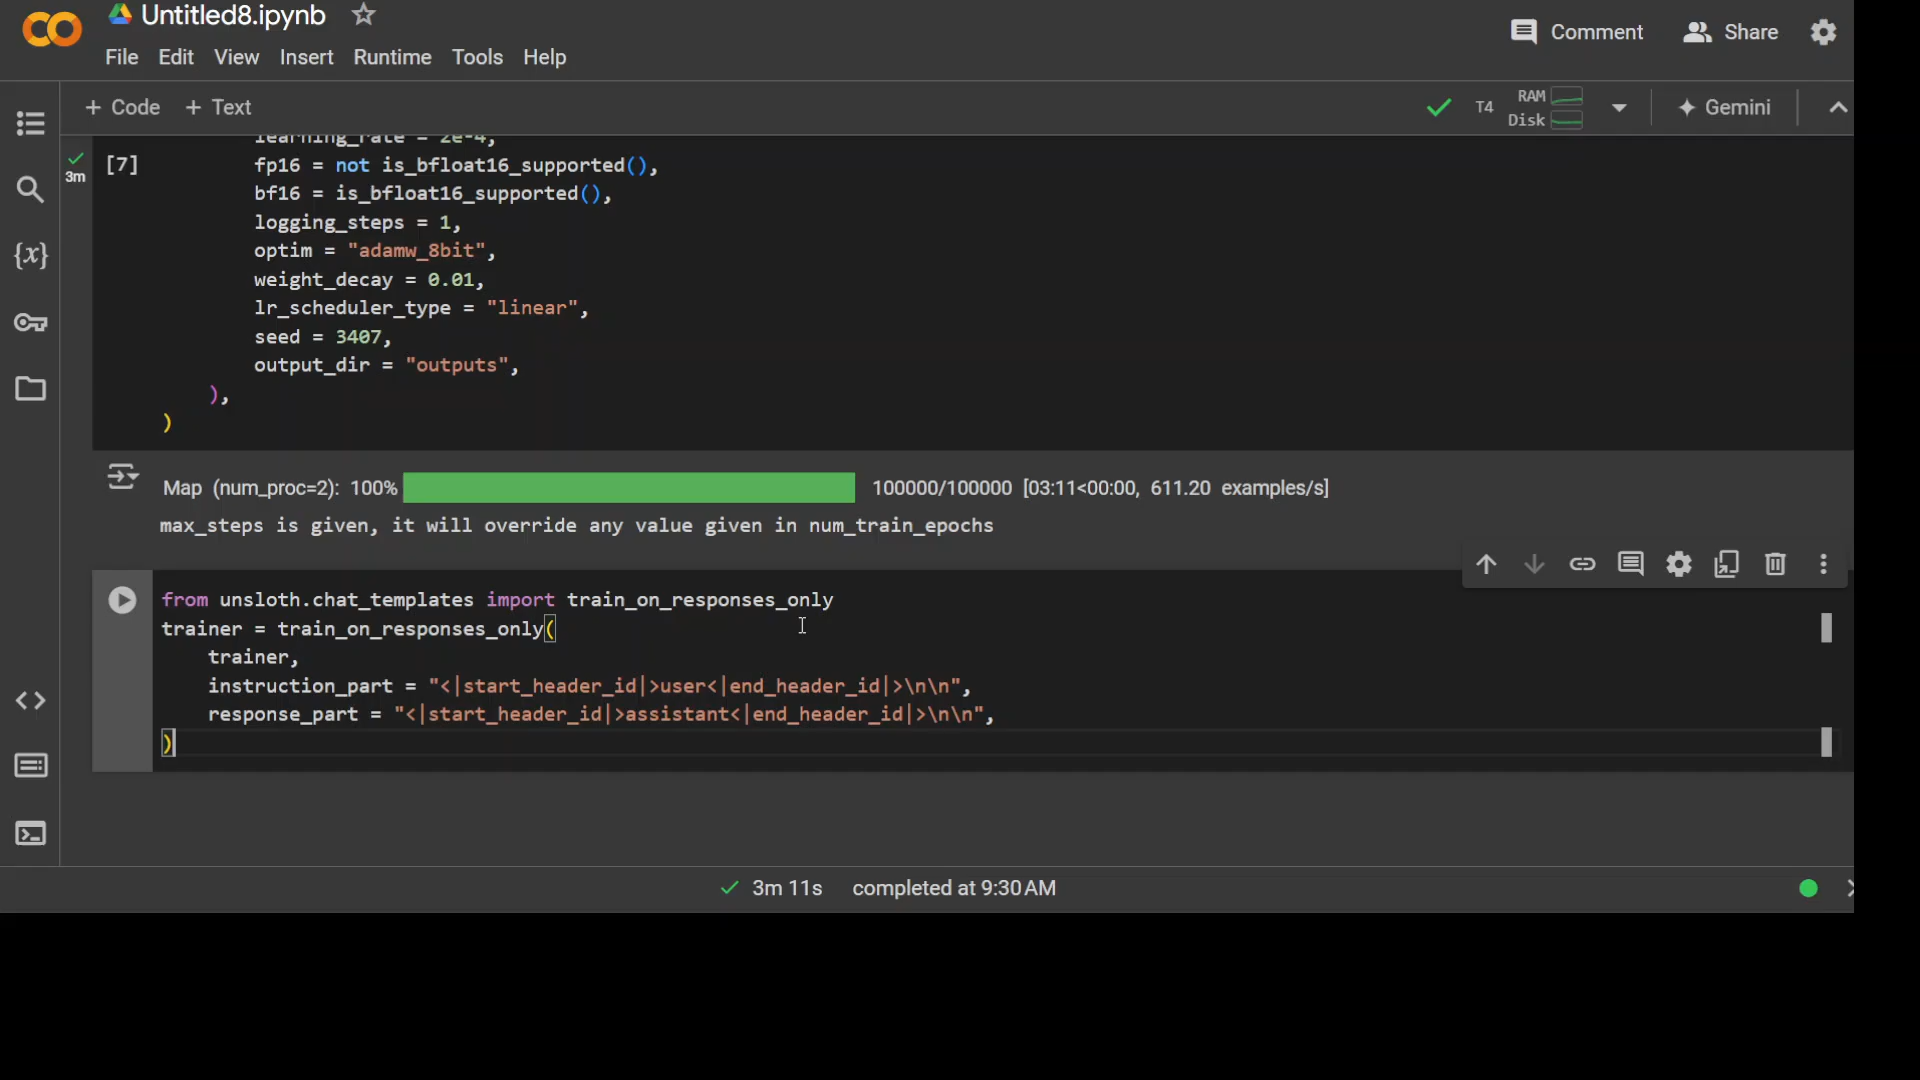 Untitled8.ipynb
File Edit View Insert Runtime Tools Help
Comment Share
+ Code + Text
T4 RAM Disk Gemini
learning_rate = 2e-4,
[7] fp16 = not is_bfloat16_supported(),
3m
bf16 = is_bfloat16_supported(),
logging_steps = 1,
optim = "adamw_8bit",
weight_decay = 0.01,
lr_scheduler_type = "linear",
seed = 3407,
output_dir = "outputs",
),
)
Map (num_proc=2): 100% 100000/100000 [03:11<00:00, 611.20 examples/s]
max_steps is given, it will override any value given in num_train_epochs
from unsloth.chat_templates import train_on_responses_only
trainer = train_on_responses_only(
trainer,
instruction_part = "<|start_header_id|>user<|end_header_id|>\n\n",
response_part = "<|start_header_id|>assistant<|end_header_id|>\n\n",
)
3m 11s completed at 9:30 AM